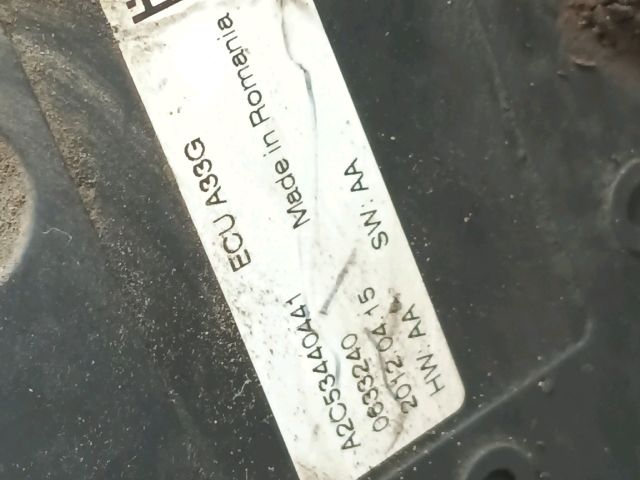 ECU A33G
Made in Romania
A2C53440441
0633240
2012 04 15 SW: AA
HW: AA